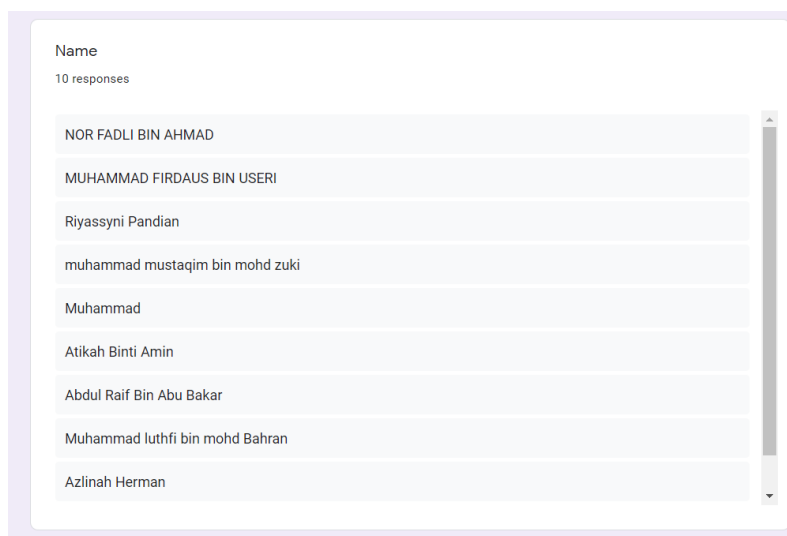 Name
10 responses
NOR FADLI BIN AHMAD
MUHAMMAD FIRDAUS BIN USERI
Riyassyni Pandian
muhammad mustaqim bin mohd zuki
Muhammad
Atikah Binti Amin
Abdul Raif Bin Abu Bakar
Muhammad luthfi bin mohd Bahran
Azlinah Herman